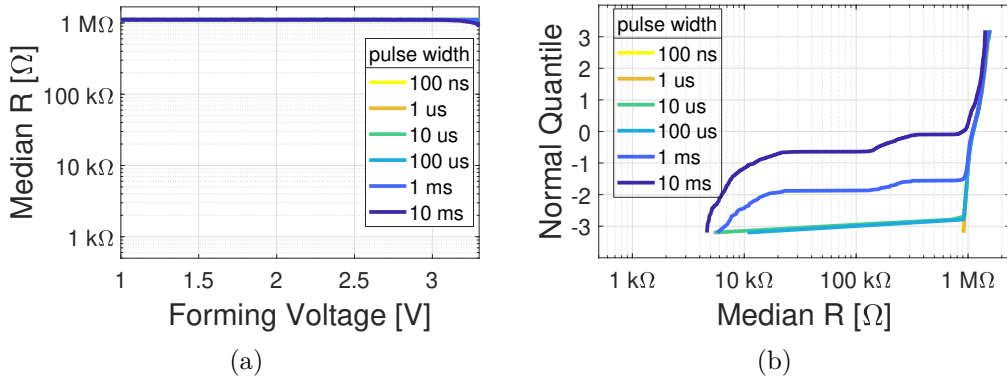 Median R [Ω]
1 MΩ
100 kΩ
10 kΩ
1 kΩ
pulse width
100 ns
1 us
10 us
100 us
1 ms
10 ms
1
1.5
2
2.5
3
Forming Voltage [V]
(a)
Normal Quantile
3
2
1
0
-1
-2
-3
pulse width
100 ns
1 us
10 us
100 us
1 ms
10 ms
1 kΩ
10 kΩ
100 kΩ
1 MΩ
Median R [Ω]
(b)